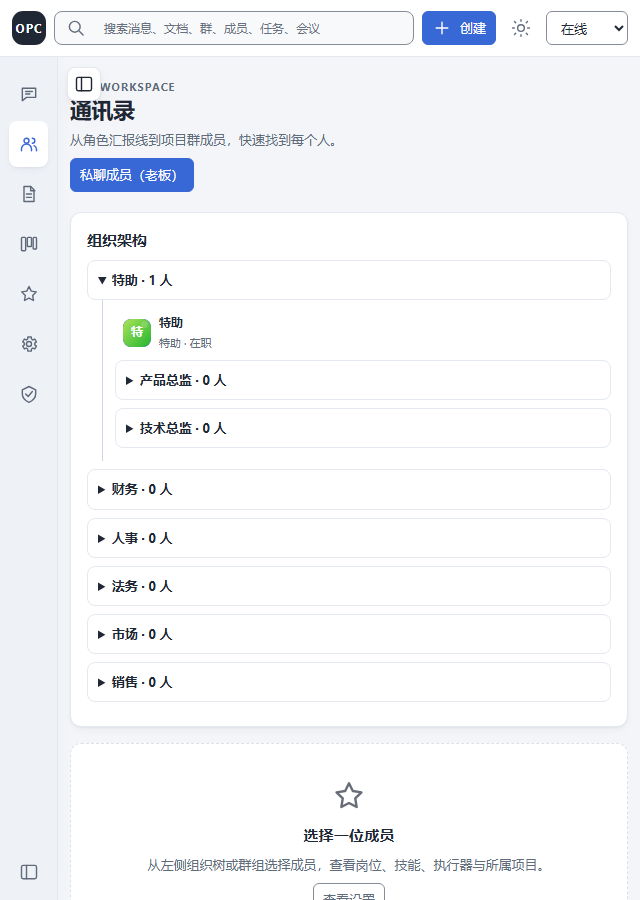 OPC
搜索消息、文档、群、成员、任务、会议
创建
在线
WORKSPACE
通讯录
从角色汇报线到项目群成员，快速找到每个人。
私聊成员（老板）
组织架构
特助 · 1 人
特
特助
特助 · 在职
产品总监 · 0 人
技术总监 · 0 人
财务 · 0 人
人事 · 0 人
法务 · 0 人
市场 · 0 人
销售 · 0 人
选择一位成员
从左侧组织树或群组选择成员，查看岗位、技能、执行器与所属项目。
查看设置